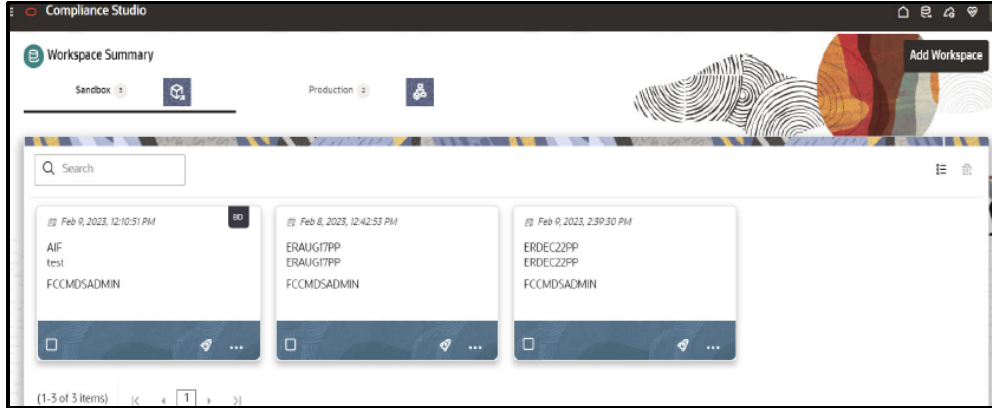 Compliance Studio
Workspace Summary
Add Workspace
Sandbox 3
Production 2
Search
Feb 9, 2023, 12:10:51 PM
BD
AIF
test
FCCMDSADMIN
Feb 8, 2023, 12:42:53 PM
ERAUG17PP
ERAUG17PP
FCCMDSADMIN
Feb 9, 2023, 2:39:30 PM
ERDEC22PP
ERDEC22PP
FCCMDSADMIN
(1-3 of 3 items) 1